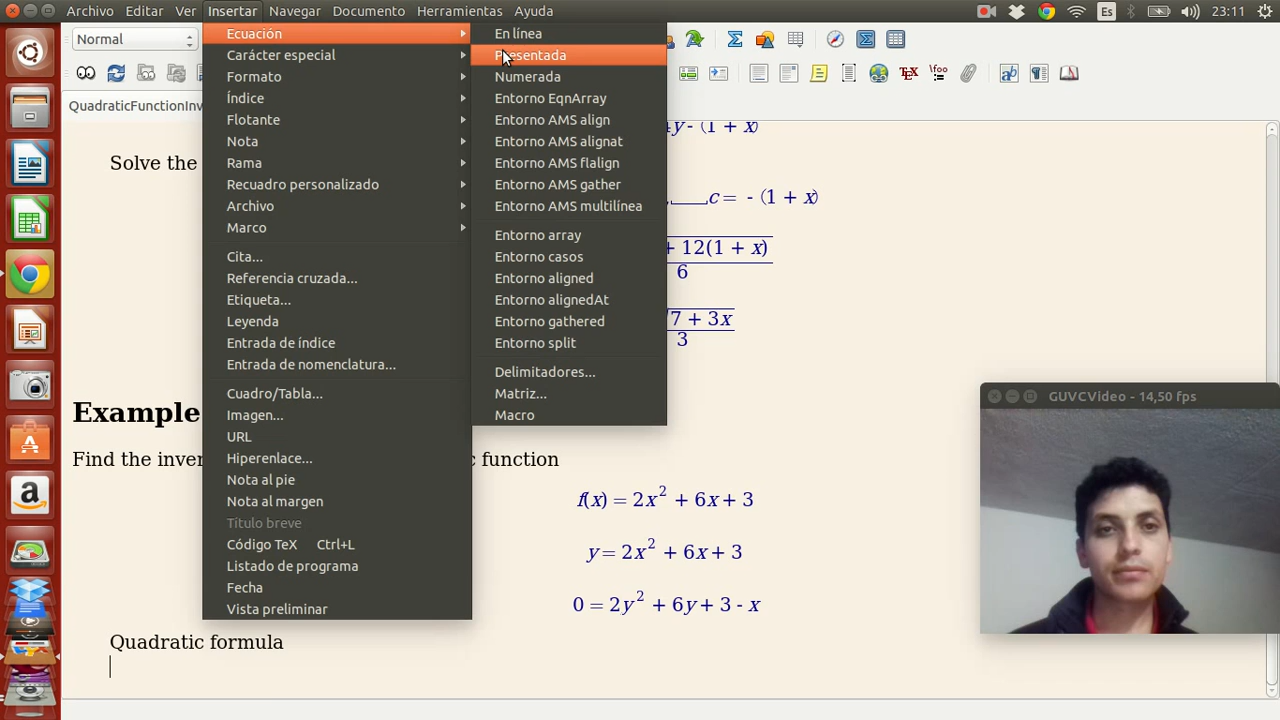 Archivo Editar Ver Insertar Navegar Documento Herramientas Ayuda Es 23:11
Normal
QuadraticFunctionInv
Ecuación
Carácter especial
Formato
Índice
Flotante
Nota
Rama
Recuadro personalizado
Archivo
Marco
Cita...
Referencia cruzada...
Etiqueta...
Leyenda
Entrada de índice
Entrada de nomenclatura...
Cuadro/Tabla...
Imagen...
URL
Hiperenlace...
Nota al pie
Nota al margen
Título breve
Código TeX Ctrl+L
Listado de programa
Fecha
Vista preliminar
En línea
Presentada
Numerada
Entorno EqnArray
Entorno AMS align
Entorno AMS alignat
Entorno AMS flalign
Entorno AMS gather
Entorno AMS multilínea
Entorno array
Entorno casos
Entorno aligned
Entorno alignedAt
Entorno gathered
Entorno split
Delimitadores...
Matriz...
Macro
TEX \foo ab
y - (1 + x)
Solve the
c = - (1 + x)
+ 12(1 + x)
6
7 + 3x
3
Example
Find the inver c function
f(x) = 2x² + 6x + 3
y = 2x² + 6x + 3
0 = 2y² + 6y + 3 - x
Quadratic formula
GUVCVideo - 14,50 fps